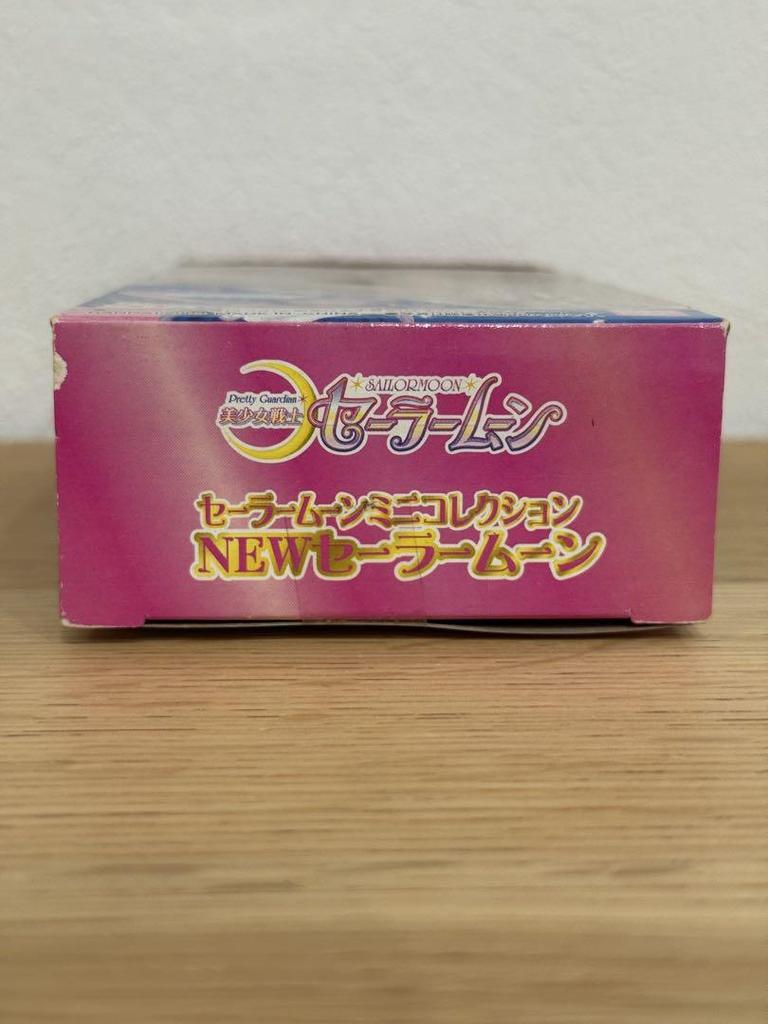 Pretty Guardian
美少女戦士
SAILORMOON
セーラームーン
セーラームーンミニコレクション
NEWセーラームーン